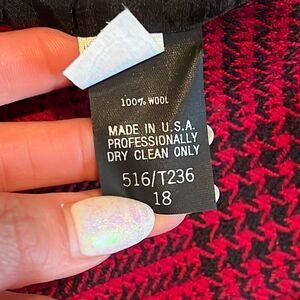 100% WOOL
MADE IN U.S.A.
PROFESSIONALLY
DRY CLEAN ONLY
516/T236
18